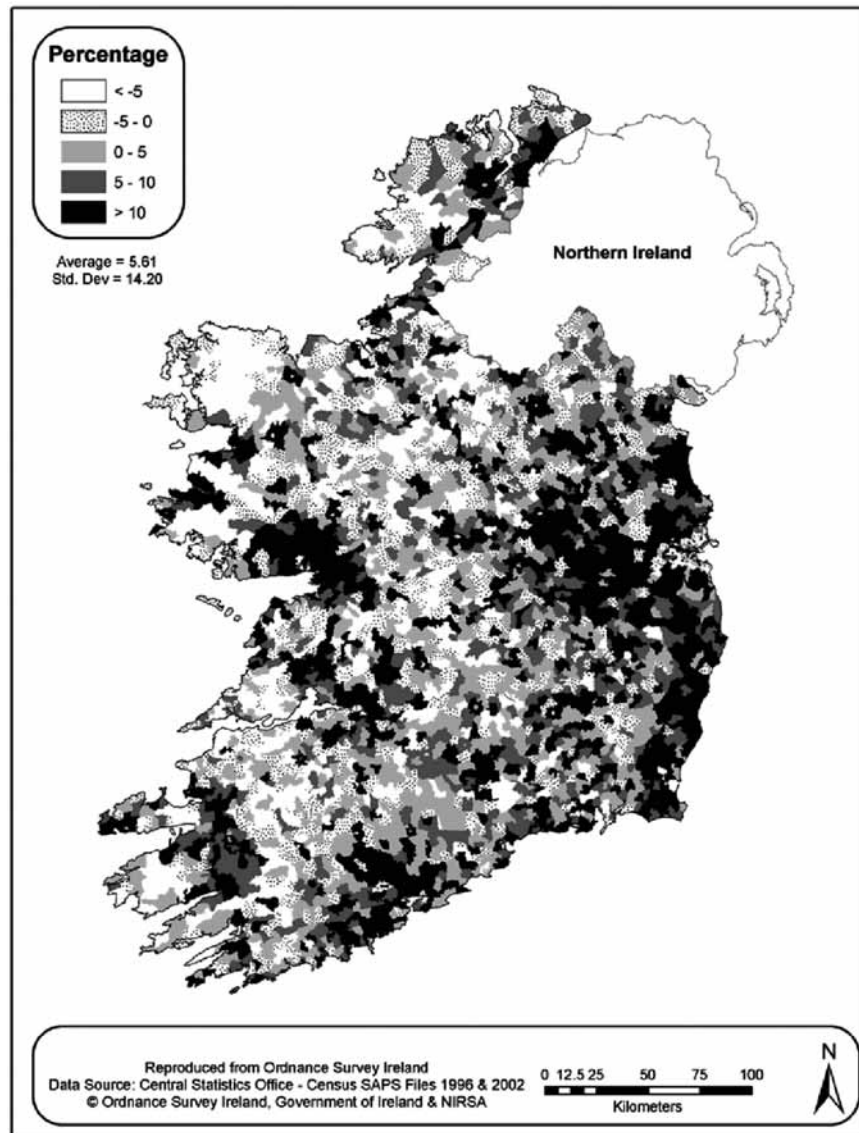 Percentage
< -5
-5 - 0
0 - 5
5 - 10
> 10
Average = 5.61
Std. Dev = 14.20
Northern Ireland
Reproduced from Ordnance Survey Ireland
Data Source: Central Statistics Office - Census SAPS Files 1996 & 2002
© Ordnance Survey Ireland, Government of Ireland & NIRSA
0 12.5 25 50 75 100
Kilometers
N